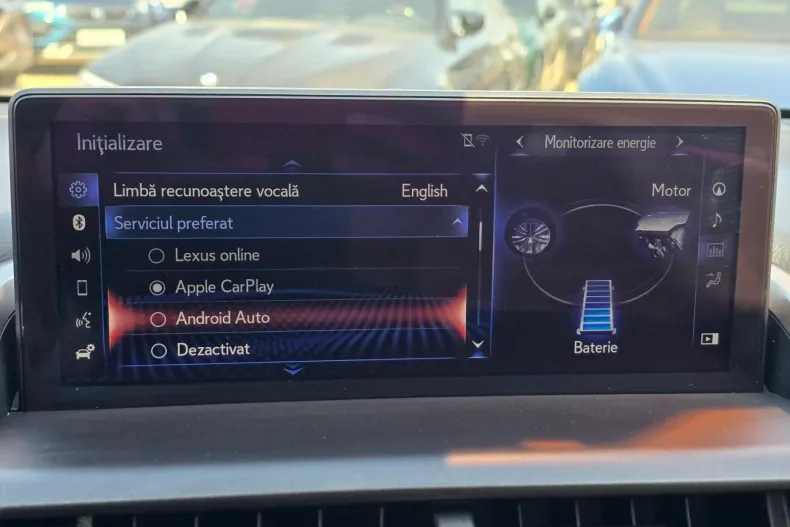 Inițializare
Limbă recunoaștere vocală English
Serviciul preferat
Lexus online
Apple CarPlay
Android Auto
Dezactivat
Monitorizare energie
Motor
Baterie